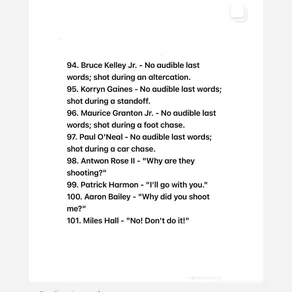 94. Bruce Kelley Jr. - No audible last
words; shot during an altercation.
95. Korryn Gaines - No audible last words;
shot during a standoff.
96. Maurice Granton Jr. - No audible last
words; shot during a foot chase.
97. Paul O'Neal - No audible last words;
shot during a car chase.
98. Antwon Rose II - "Why are they
shooting?"
99. Patrick Harmon - "I'll go with you."
100. Aaron Bailey - "Why did you shoot
me?"
101. Miles Hall - "No! Don't do it!"